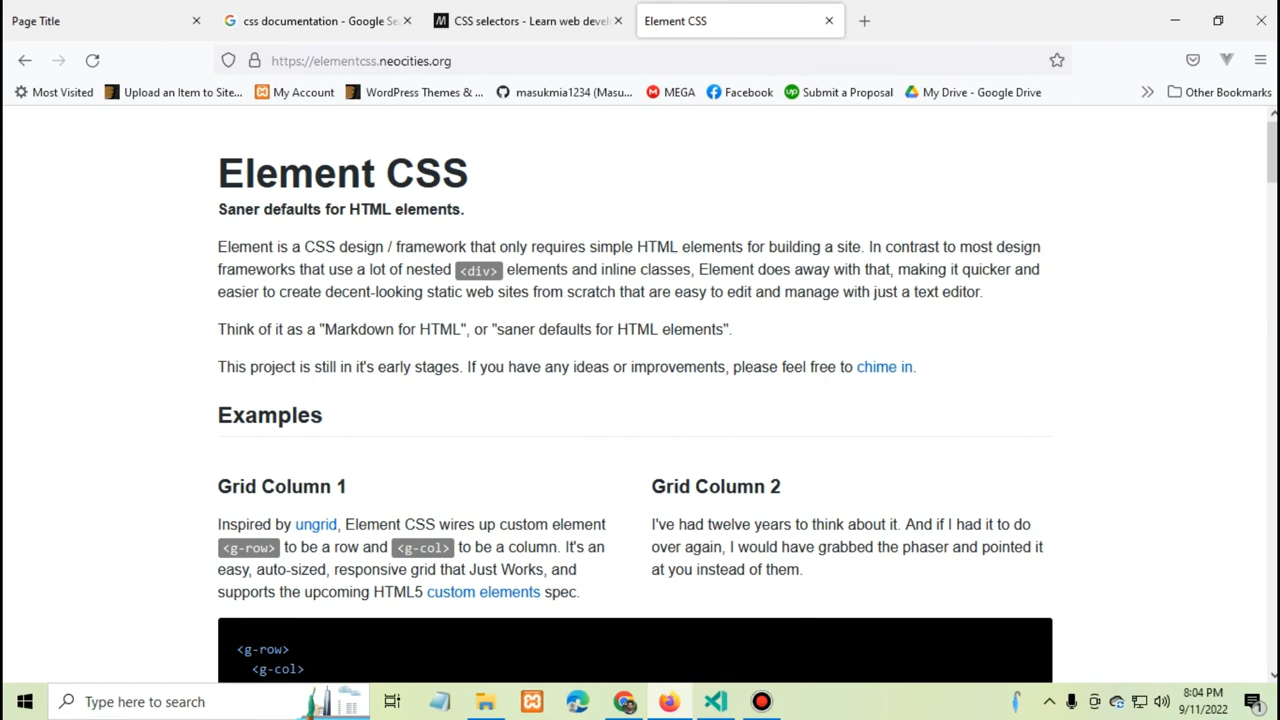 Page Title
css documentation - Google Se
CSS selectors - Learn web devel
Element CSS
https://elementcss.neocities.org
Most Visited
Upload an Item to Site...
My Account
WordPress Themes & ...
masukmia1234 (Masu...
MEGA
Facebook
Submit a Proposal
My Drive - Google Drive
Other Bookmarks
Element CSS
Saner defaults for HTML elements.
Element is a CSS design / framework that only requires simple HTML elements for building a site. In contrast to most design
frameworks that use a lot of nested <div> elements and inline classes, Element does away with that, making it quicker and
easier to create decent-looking static web sites from scratch that are easy to edit and manage with just a text editor.
Think of it as a "Markdown for HTML", or "saner defaults for HTML elements".
This project is still in it's early stages. If you have any ideas or improvements, please feel free to chime in.
Examples
Grid Column 1
Inspired by ungrid, Element CSS wires up custom element
<g-row> to be a row and <g-col> to be a column. It's an
easy, auto-sized, responsive grid that Just Works, and
supports the upcoming HTML5 custom elements spec.
Grid Column 2
I've had twelve years to think about it. And if I had it to do
over again, I would have grabbed the phaser and pointed it
at you instead of them.
<g-row>
<g-col>
Type here to search
8:04 PM
9/11/2022
1